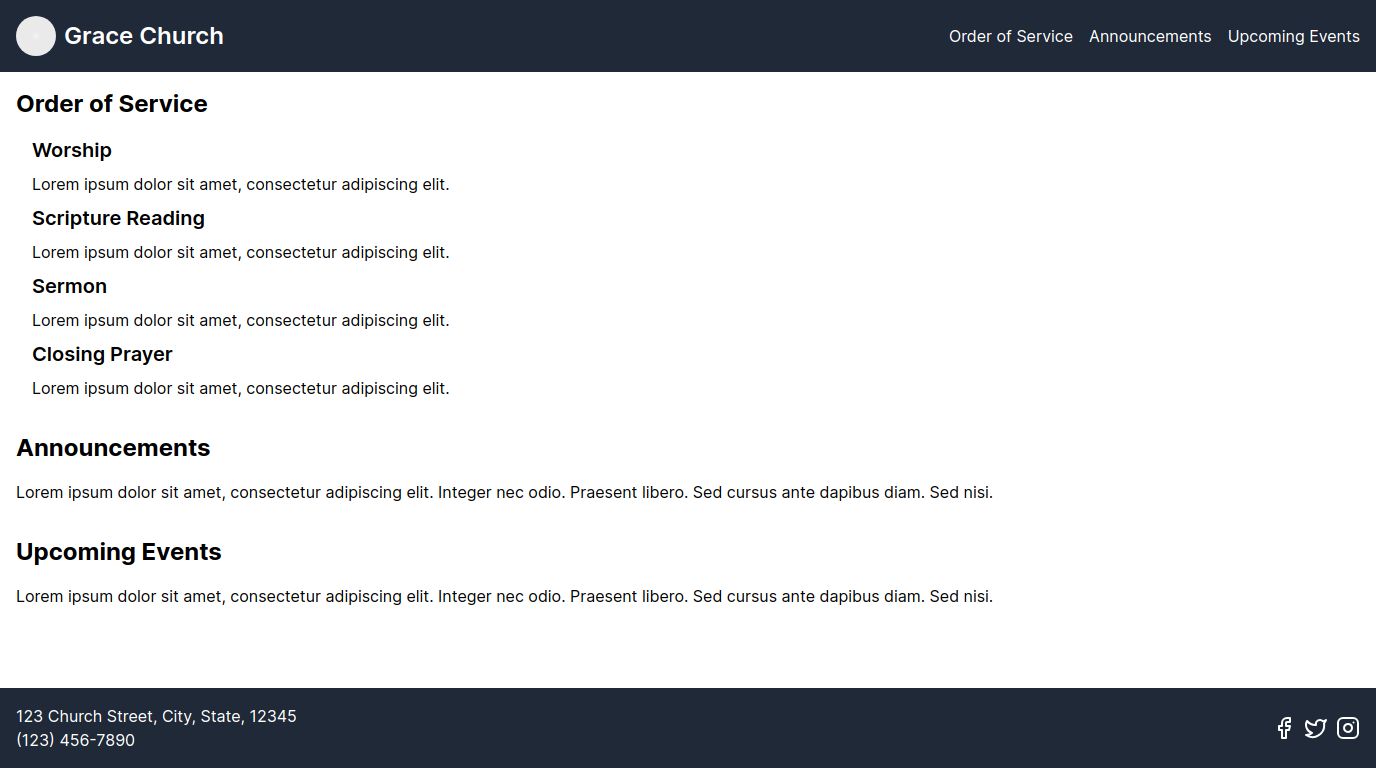 Grace Church
Order of Service Announcements Upcoming Events
Order of Service
Worship
Lorem ipsum dolor sit amet, consectetur adipiscing elit.
Scripture Reading
Lorem ipsum dolor sit amet, consectetur adipiscing elit.
Sermon
Lorem ipsum dolor sit amet, consectetur adipiscing elit.
Closing Prayer
Lorem ipsum dolor sit amet, consectetur adipiscing elit.
Announcements
Lorem ipsum dolor sit amet, consectetur adipiscing elit. Integer nec odio. Praesent libero. Sed cursus ante dapibus diam. Sed nisi.
Upcoming Events
Lorem ipsum dolor sit amet, consectetur adipiscing elit. Integer nec odio. Praesent libero. Sed cursus ante dapibus diam. Sed nisi.
123 Church Street, City, State, 12345
(123) 456-7890